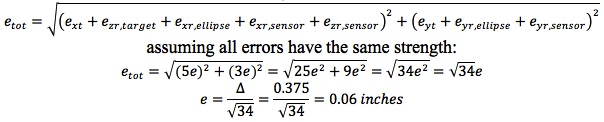 e_tot = √((e_xt + e_zr,target + e_xr,ellipse + e_xr,sensor + e_zr,sensor)² + (e_yt + e_yr,ellipse + e_yr,sensor)²
assuming all errors have the same strength:
e_tot = √((5e)² + (3e)²) = √(25e² + 9e²) = √(34e²) = √34e
e = Δ/√34 = 0.375/√34 = 0.06 inches